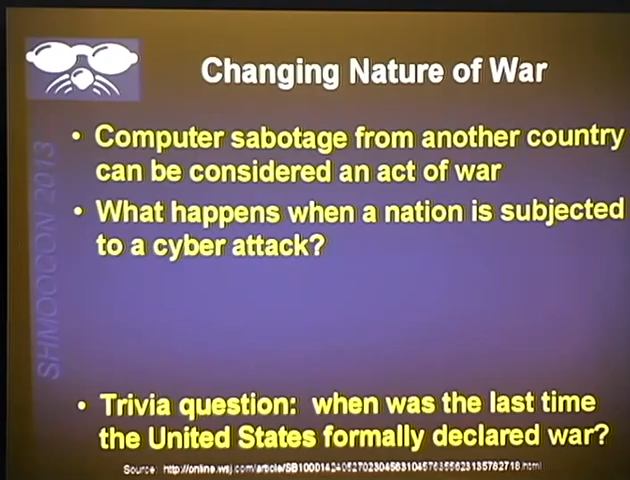 Changing Nature of War
• Computer sabotage from another country
can be considered an act of war
• What happens when a nation is subjected
to a cyber attack?
SHMOOCON 2013
• Trivia question: when was the last time
the United States formally declared war?
Source: